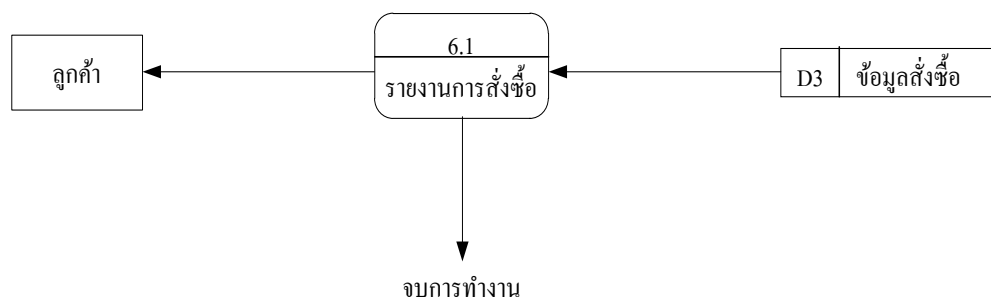 6.1
ลูกค้า
รายงานการสั่งซื้อ
D3 ข้อมูลสั่งซื้อ
จบการทำงาน